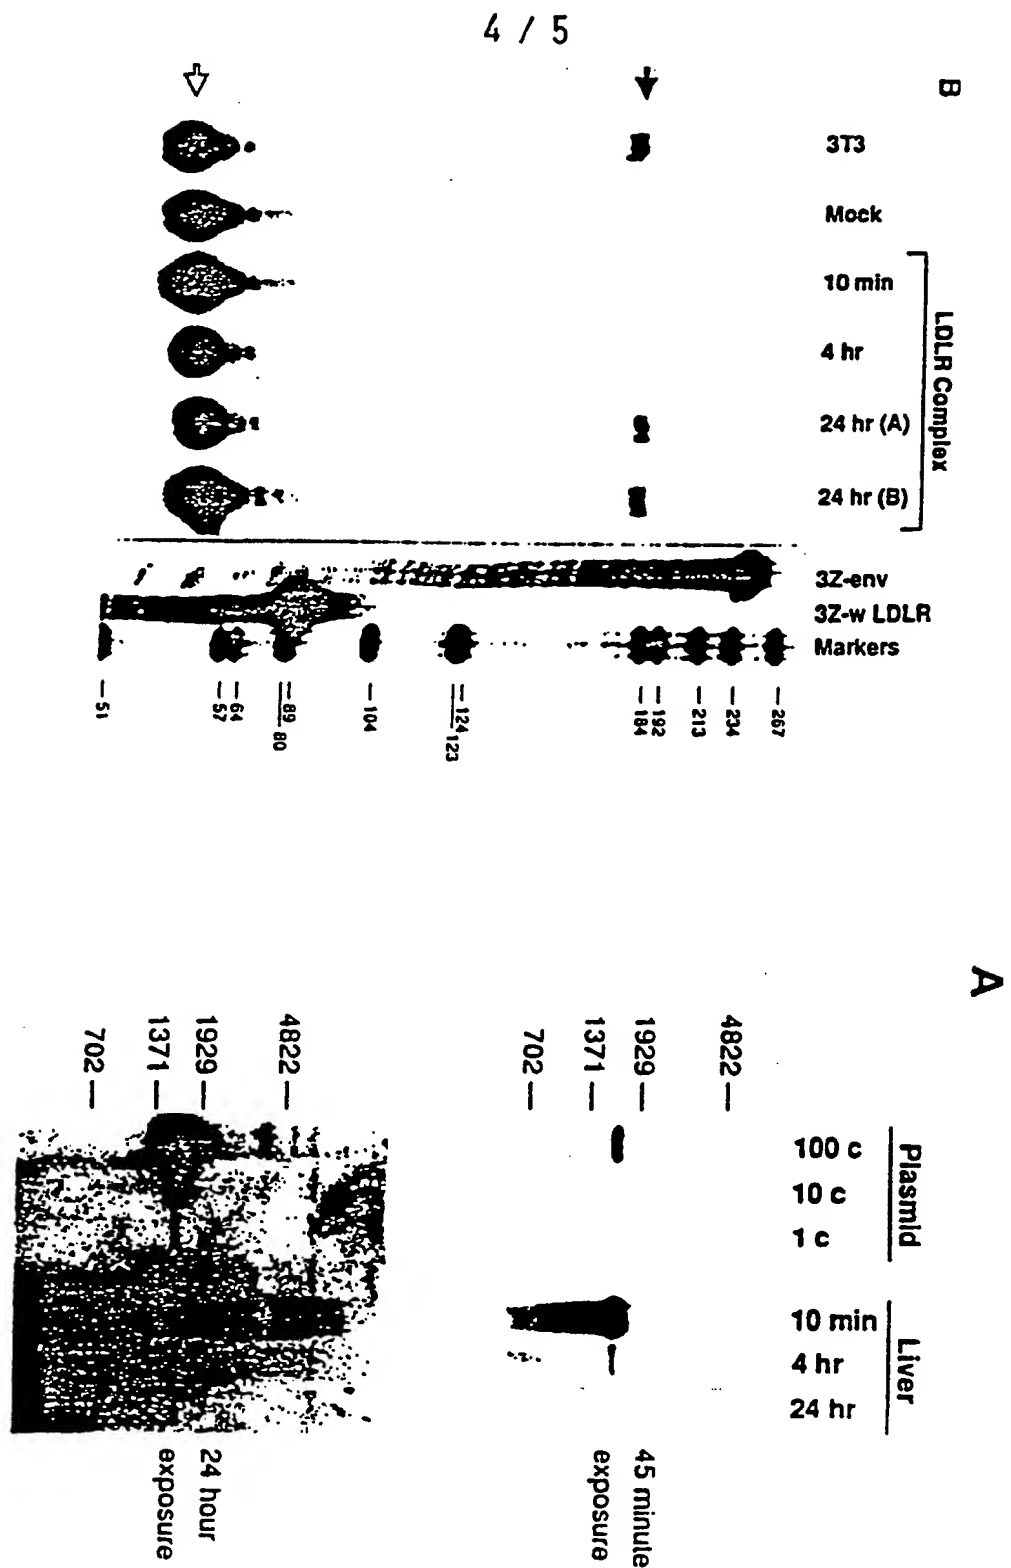 4 / 5
B
3T3
Mock
10 min
4 hr
24 hr (A)
24 hr (B)
LDLR Complex
3Z-env
3Z-w LDLR
Markers
—267
—234
—213
—192
—184
—124
123
—104
—89
80
—64
—57
—51
A
Plasmid
100 c
10 c
1 c
Liver
10 min
4 hr
24 hr
4822—
1929—
1371—
702—
45 minute
exposure
4822—
1929—
1371—
702—
24 hour
exposure